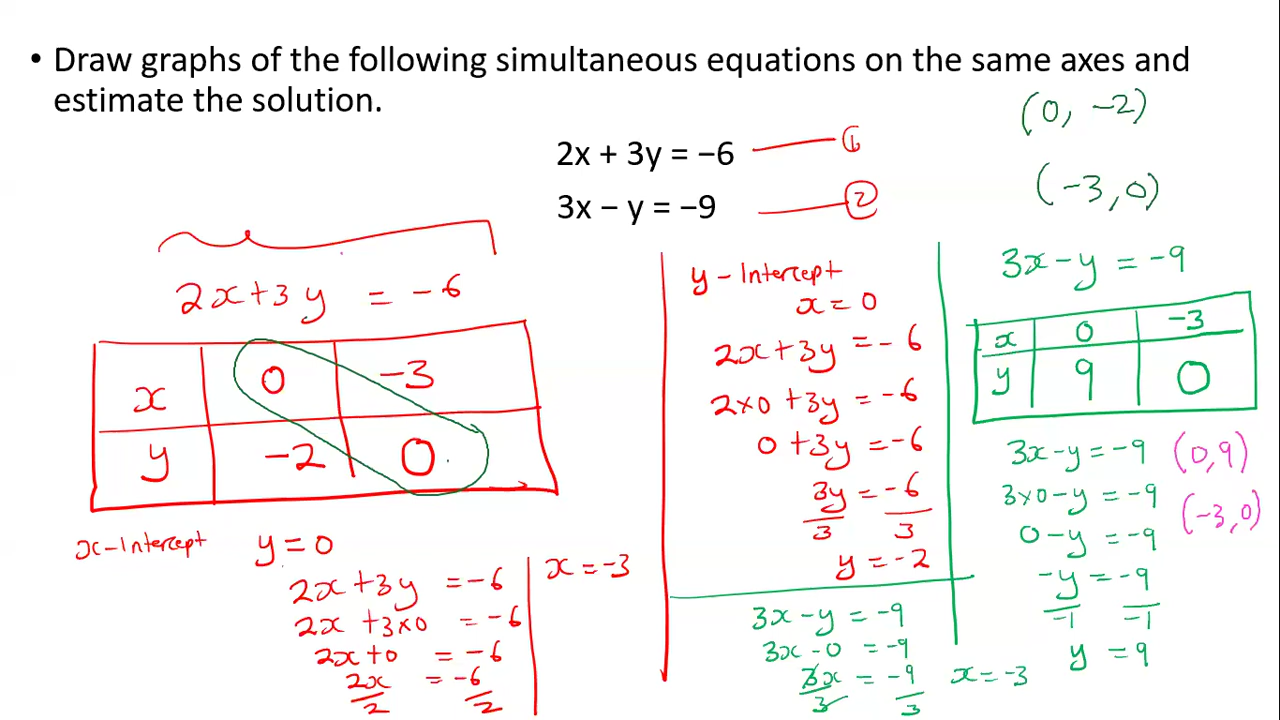 • Draw graphs of the following simultaneous equations on the same axes and
estimate the solution.
2x + 3y = −6 ——— ①
3x − y = −9 ——— ②
(0, −2)
(−3, 0)
2x + 3y = −6
x 0 −3
y −2 0
x-Intercept y = 0
2x + 3y = −6
2x + 3×0 = −6
2x + 0 = −6
2x/2 = −6/2
x = −3
y - Intercept
x = 0
2x + 3y = −6
2×0 + 3y = −6
0 + 3y = −6
3y/3 = −6/3
y = −2
3x − y = −9
3x − 0 = −9
3x/3 = −9/3
x = −3
3x − y = −9
x 0 −3
y 9 0
3x − y = −9
3×0 − y = −9
0 − y = −9
−y/−1 = −9/−1
y = 9
(0, 9)
(−3, 0)